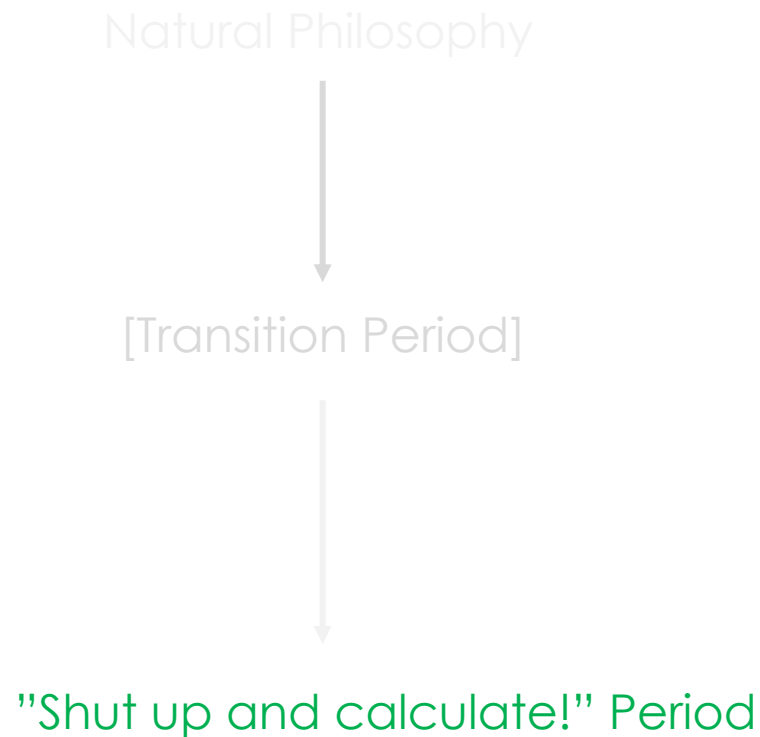 Natural Philosophy
[Transition Period]
”Shut up and calculate!” Period